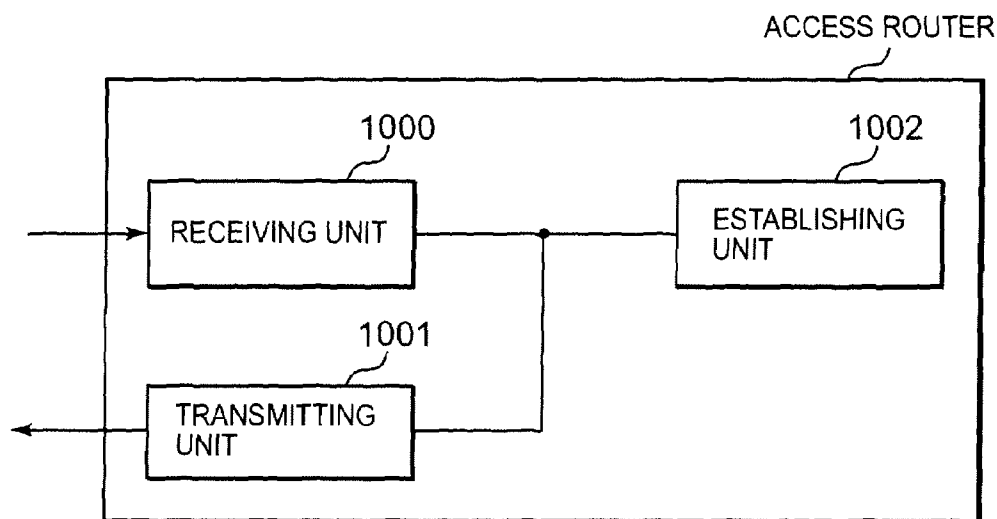 ACCESS ROUTER
1000
1002
RECEIVING UNIT
ESTABLISHING
UNIT
1001
TRANSMITTING
UNIT